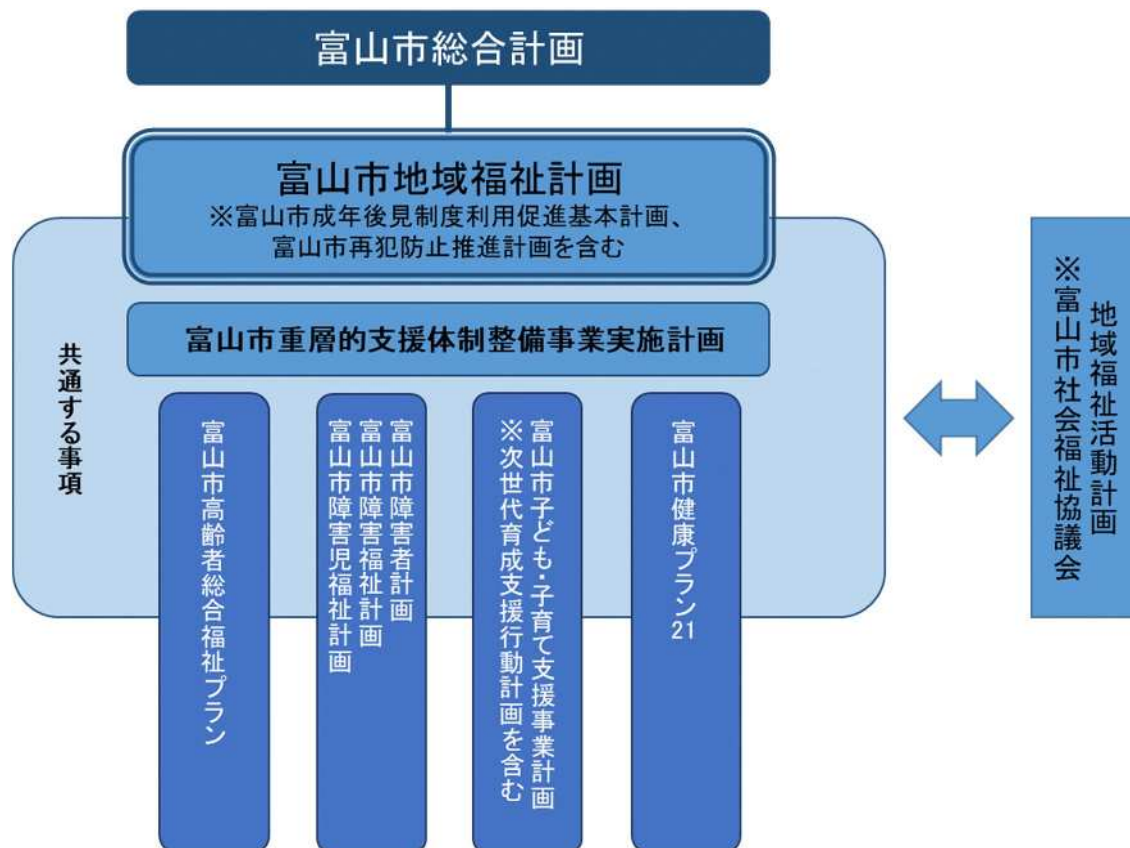 富山市総合計画
富山市地域福祉計画
※富山市成年後見制度利用促進基本計画、
富山市再犯防止推進計画を含む
富山市重層的支援体制整備事業実施計画
共通する事項
富山市高齢者総合福祉プラン
富山市障害者計画
富山市障害福祉計画
富山市障害児福祉計画
富山市子ども・子育て支援事業計画
※次世代育成支援行動計画を含む
富山市健康プラン21
地域福祉活動計画
※富山市社会福祉協議会